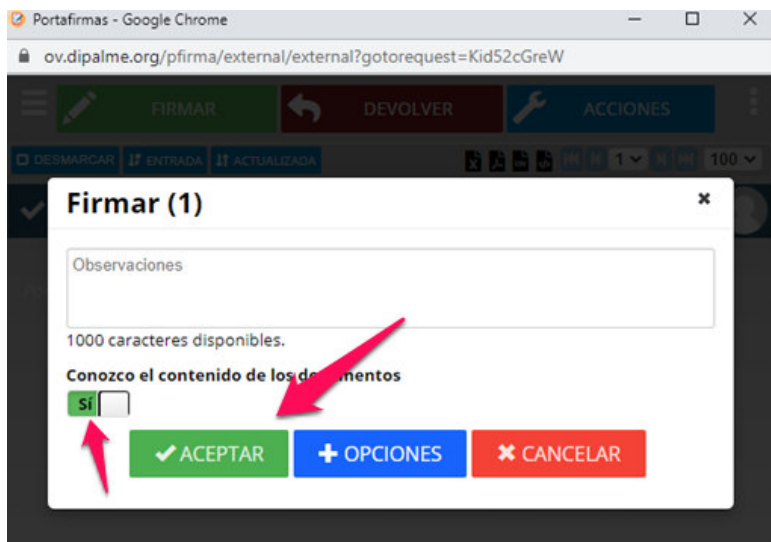 Portafirmas - Google Chrome
ov.dipalme.org/pfirma/external/external?gotorequest=Kid52cGreW
FIRMAR DEVOLVER ACCIONES
DESMARCAR ENTRADA ACTUALIZADA 1 100
Firmar (1)
Observaciones
1000 caracteres disponibles.
Conozco el contenido de los documentos
Sí
ACEPTAR OPCIONES CANCELAR